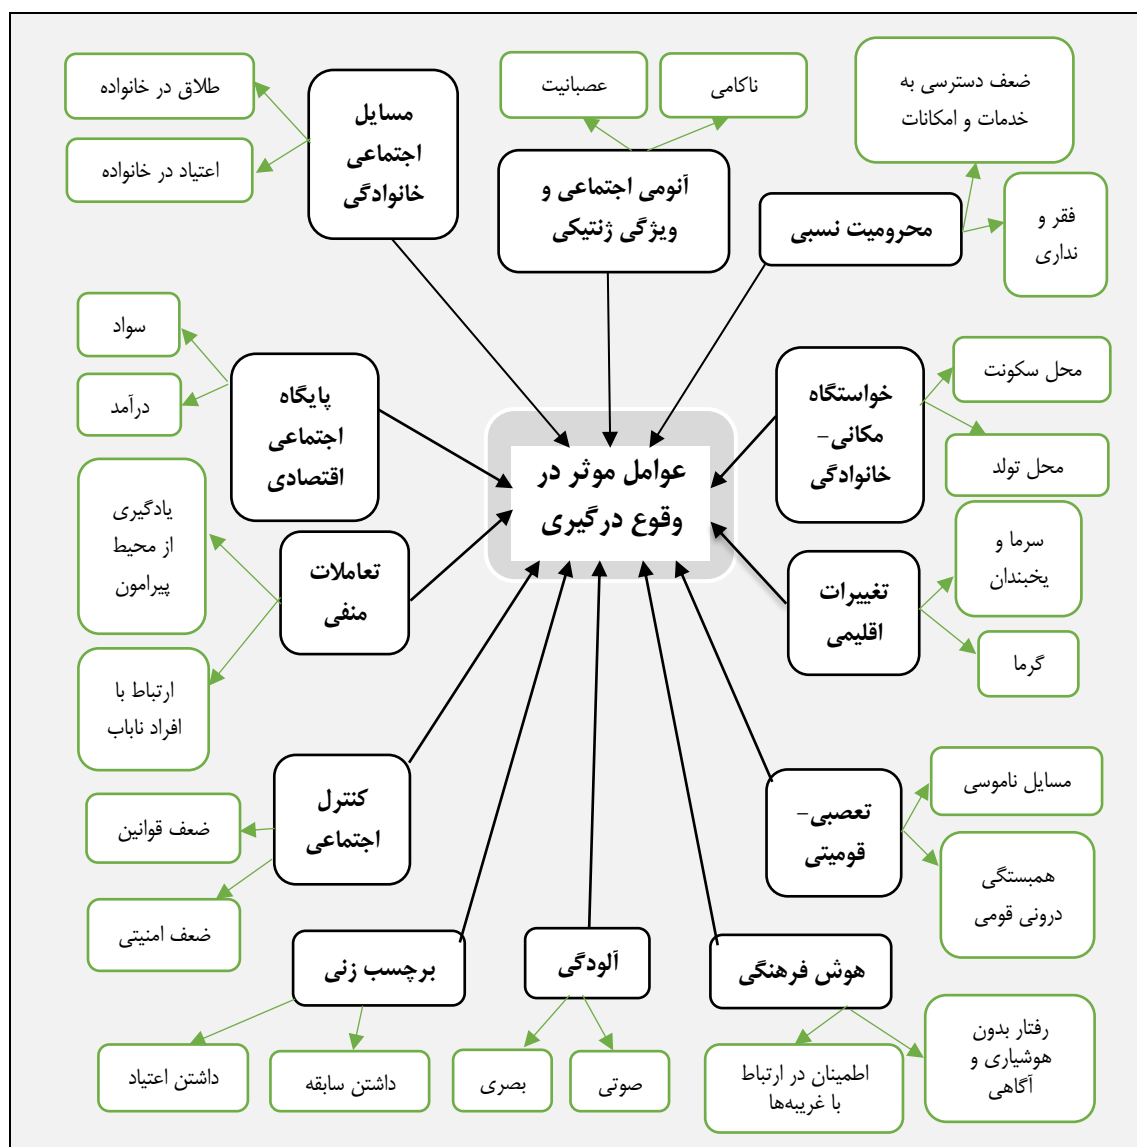 ضعف دسترسی به
خدمات و امکانات
ناکامی
عصبانیت
طلاق در خانواده
مسایل
اجتماعی
خانوادگی
اعتیاد در خانواده
آنومی اجتماعی و
ویژگی ژنتیکی
محرومیت نسبی
فقر و
نداری
سواد
درآمد
پایگاه
اجتماعی
اقتصادی
خواستگاه
مکانی–
خانوادگی
محل سکونت
محل تولد
عوامل موثر در
وقوع درگیری
یادگیری
از محیط
پیرامون
تعاملات
منفی
تغییرات
اقلیمی
سرما و
یخبندان
گرما
ارتباط با
افراد ناباب
کنترل
اجتماعی
ضعف قوانین
ضعف امنیتی
تعصبی–
قومیتی
مسایل ناموسی
همبستگی
درونی قومی
هوش فرهنگی
آلودگی
برچسب زنی
رفتار بدون
هوشیاری و
آگاهی
اطمینان در ارتباط
با غریبه‌ها
صوتی
بصری
داشتن سابقه
داشتن اعتیاد